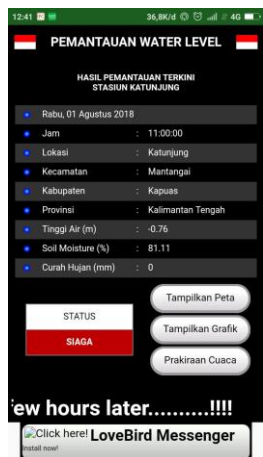 12:41 36,8K/d 4G
PEMANTAUAN WATER LEVEL
HASIL PEMANTAUAN TERKINI
STASIUN KATUNJUNG
Rabu, 01 Agustus 2018
Jam : 11:00:00
Lokasi : Katunjung
Kecamatan : Mantangai
Kabupaten : Kapuas
Provinsi : Kalimantan Tengah
Tinggi Air (m) : -0.76
Soil Moisture (%) : 81.11
Curah Hujan (mm) : 0
STATUS
SIAGA
Tampilkan Peta
Tampilkan Grafik
Prakiraan Cuaca
ew hours later..........!!!!
Click here! LoveBird Messenger
Install now!